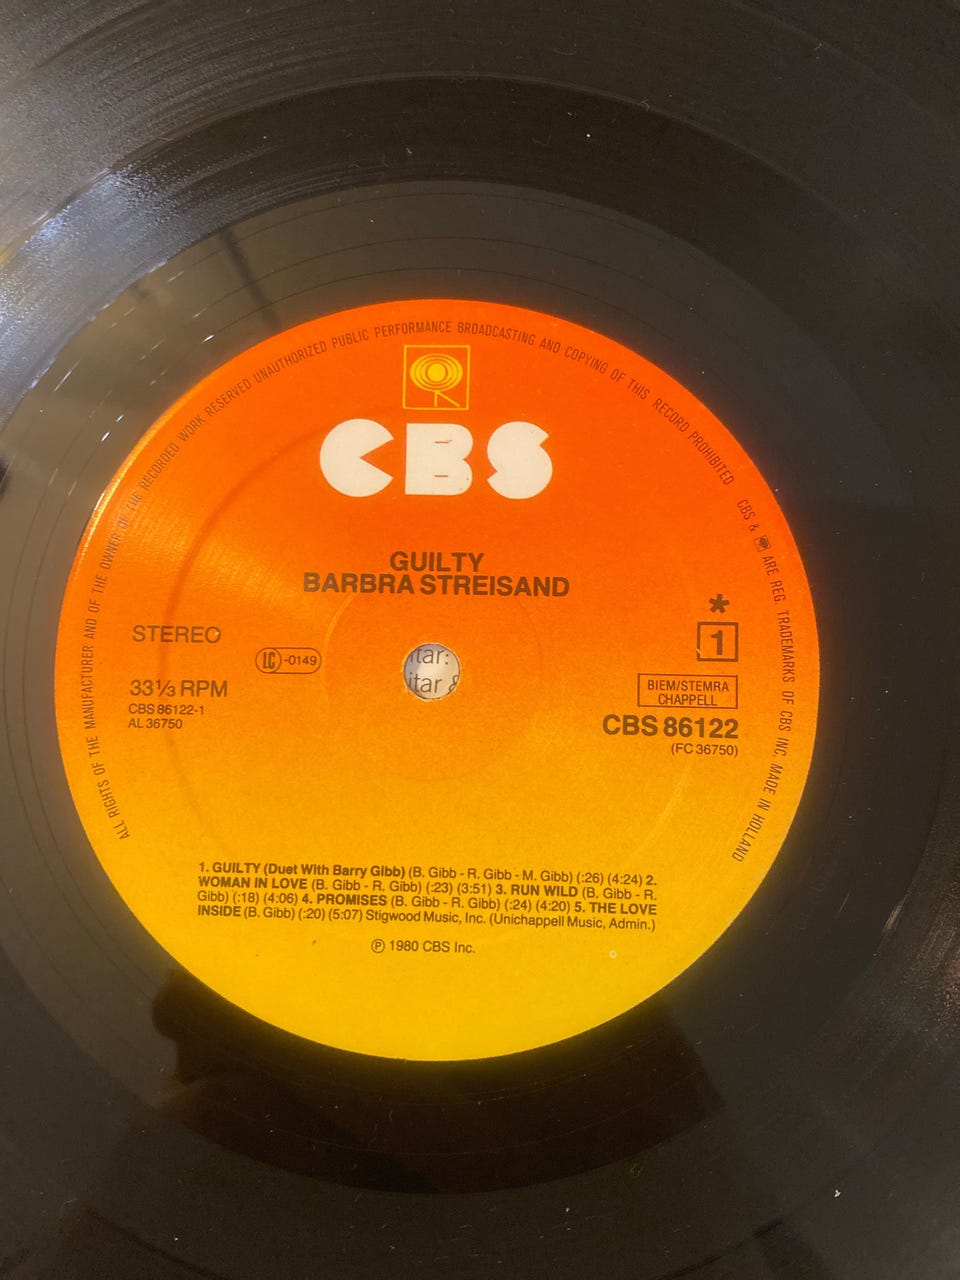 ALL RIGHTS OF THE MANUFACTURER AND OF THE OWNER OF THE RECORDED WORK RESERVED UNAUTHORIZED PUBLIC PERFORMANCE BROADCASTING AND COPYING OF THIS RECORD PROHIBITED CBS & ARE REG. TRADEMARKS OF CBS INC. MADE IN HOLLAND
CBS
GUILTY
BARBRA STREISAND
STEREO
LC-0149
33⅓ RPM
CBS 86122-1
AL 36750
itar:
itar &
*
1
BIEM/STEMRA
CHAPPELL
CBS 86122
(FC 36750)
1. GUILTY (Duet With Barry Gibb) (B. Gibb - R. Gibb - M. Gibb) (:26) (4:24) 2.
WOMAN IN LOVE (B. Gibb - R. Gibb) (:23) (3:51) 3. RUN WILD (B. Gibb - R.
Gibb) (:18) (4:06) 4. PROMISES (B. Gibb - R. Gibb) (:24) (4:20) 5. THE LOVE
INSIDE (B. Gibb) (:20) (5:07) Stigwood Music, Inc. (Unichappell Music, Admin.)
℗ 1980 CBS Inc.